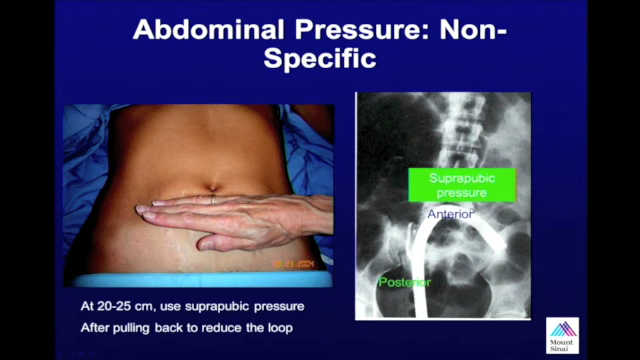 Abdominal Pressure: Non-
Specific
Suprapubic
pressure
Anterior
Posterior
At 20-25 cm, use suprapubic pressure
After pulling back to reduce the loop
Mount
Sinai